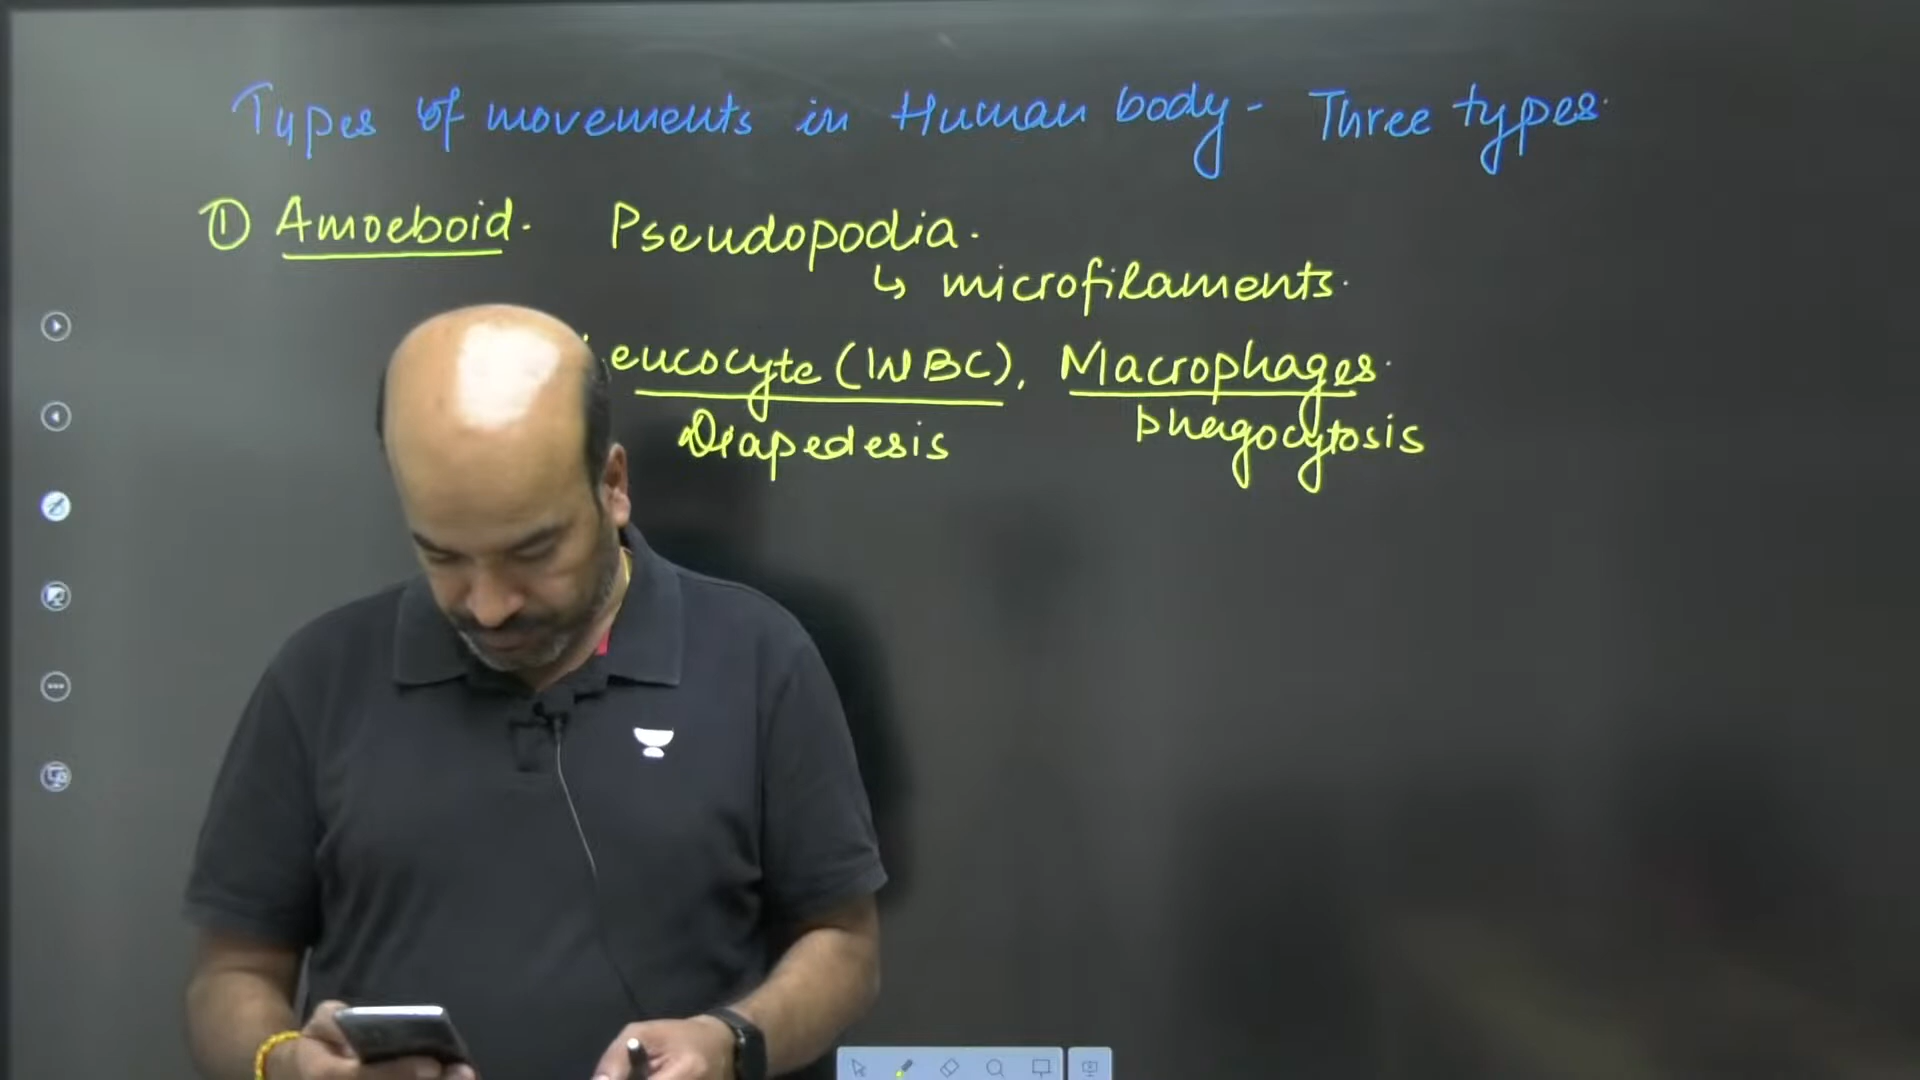 Types of movements in Human body - Three types.
① Amoeboid. Pseudopodia.
↳ microfilaments.
eucocyte (WBC), Macrophages.
Diapedesis phagocytosis